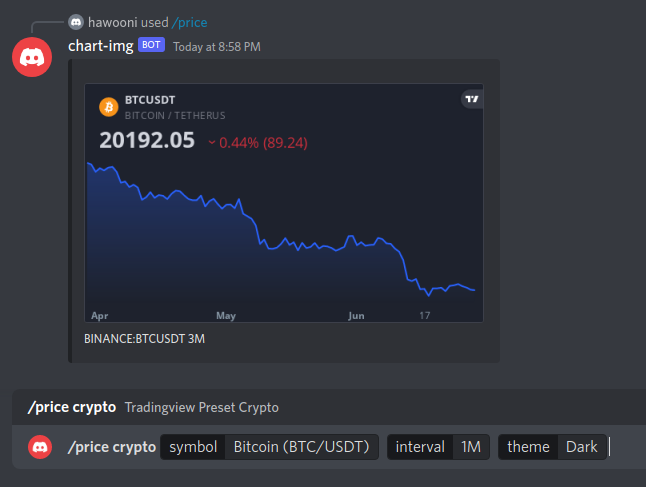 hawooni used /price
chart-img BOT Today at 8:58 PM
BTCUSDT
BITCOIN / TETHERUS
20192.05 0.44% (89.24)
Apr May Jun 17
BINANCE:BTCUSDT 3M
/price crypto Tradingview Preset Crypto
/price crypto symbol Bitcoin (BTC/USDT) interval 1M theme Dark